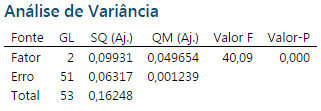 Análise de Variância
Fonte GL SQ (Aj.) QM (Aj.) Valor F Valor-P
Fator 2 0,09931 0,049654 40,09 0,000
Erro 51 0,06317 0,001239
Total 53 0,16248